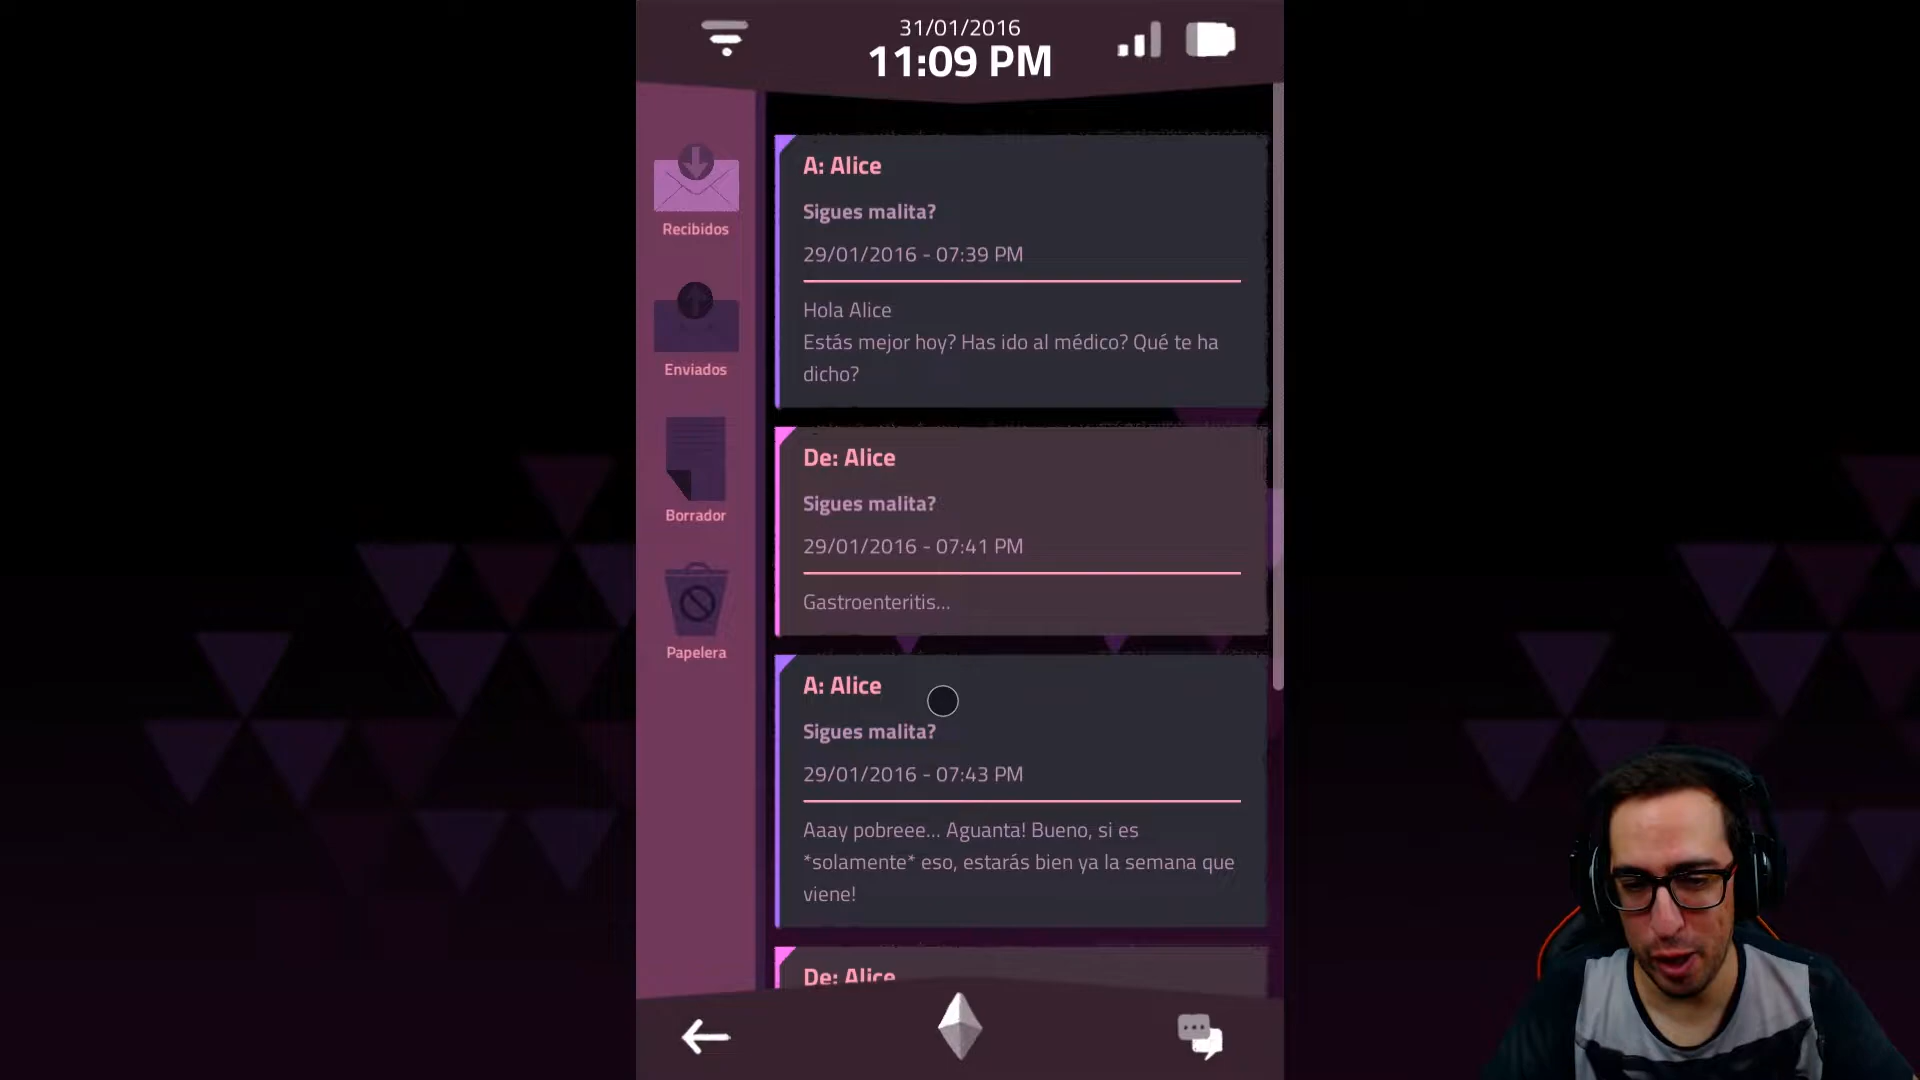 31/01/2016
11:09 PM
Recibidos
Enviados
Borrador
Papelera
A: Alice
Sigues malita?
29/01/2016 - 07:39 PM
Hola Alice
Estás mejor hoy? Has ido al médico? Qué te ha
dicho?
De: Alice
Sigues malita?
29/01/2016 - 07:41 PM
Gastroenteritis...
A: Alice
Sigues malita?
29/01/2016 - 07:43 PM
Aaay pobreee... Aguanta! Bueno, si es
*solamente* eso, estarás bien ya la semana que
viene!
De: Alice